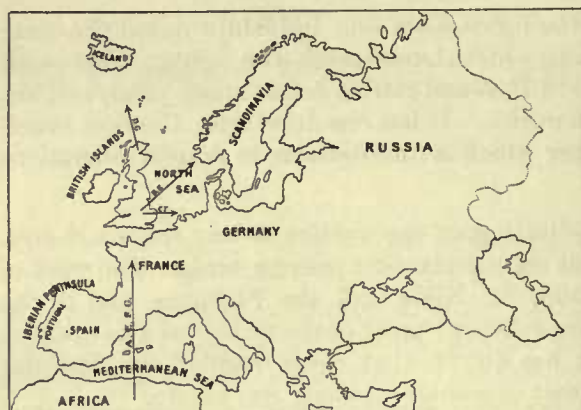 ICELAND
SCANDINAVIA
RUSSIA
BRITISH ISLANDS
NORTH
SEA
GERMANY
FRANCE
IBERIAN PENINSULA
PORTUGAL
SPAIN
MEDITERRANEAN SEA
AFRICA